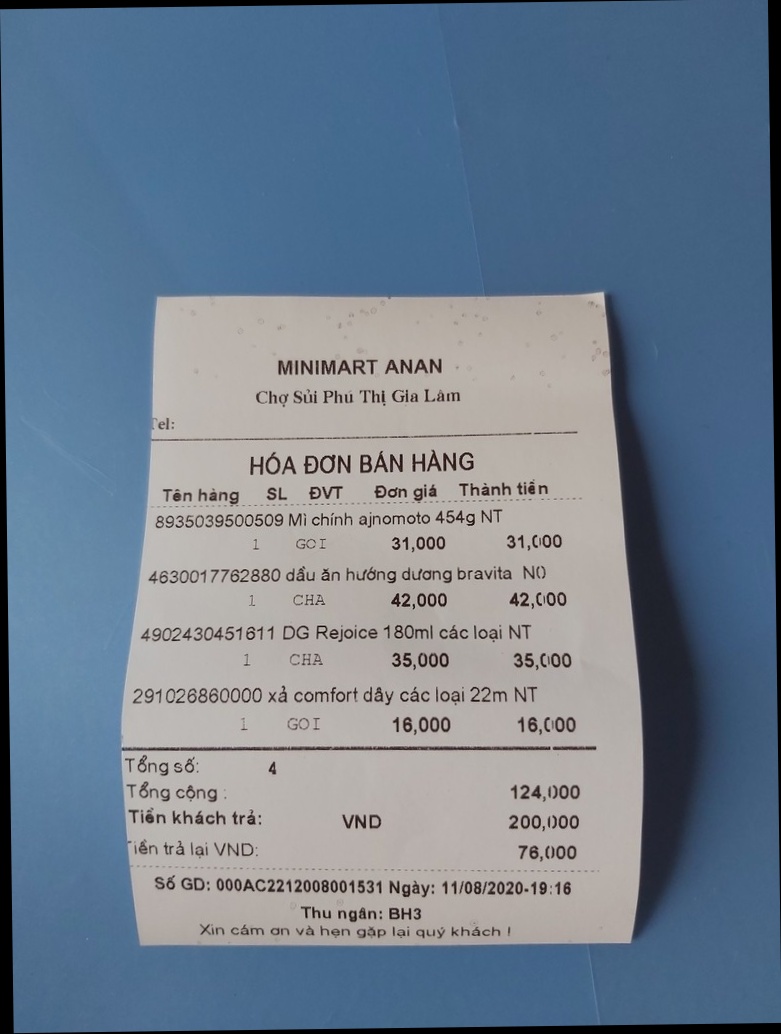 MINIMART ANAN
Chợ Sủi Phú Thị Gia Lâm
Tel:
HÓA ĐƠN BÁN HÀNG
Tên hàng SL ĐVT Đơn giá Thành tiền
8935039500509 Mì chính ajnomoto 454g NT
1 GOI 31,000 31,000
4630017762880 dầu ăn hướng dương bravita N0
1 CHA 42,000 42,000
4902430451611 DG Rejoice 180ml các loại NT
1 CHA 35,000 35,000
291026860000 xả comfort dây các loại 22m NT
1 GOI 16,000 16,000
Tổng số: 4
Tổng cộng : 124,000
Tiền khách trả: VND 200,000
Tiền trả lại VND: 76,000
Số GD: 000AC2212008001531 Ngày: 11/08/2020-19:16
Thu ngân: BH3
Xin cám ơn và hẹn gặp lại quý khách !